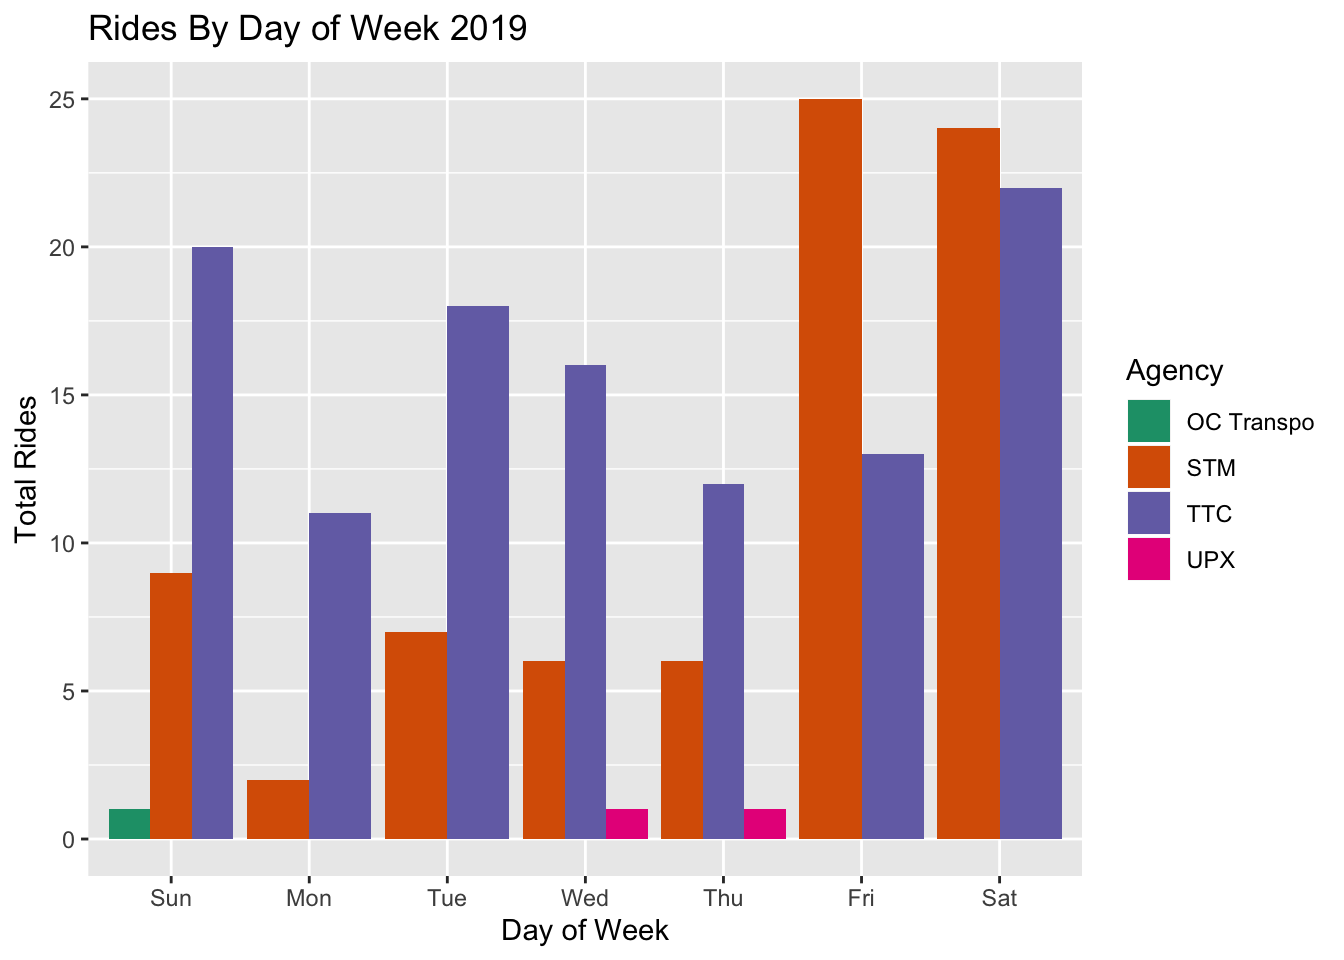 Rides By Day of Week 2019
25
20
15
10
5
0
Total Rides
Sun Mon Tue Wed Thu Fri Sat
Day of Week
Agency
OC Transpo
STM
TTC
UPX